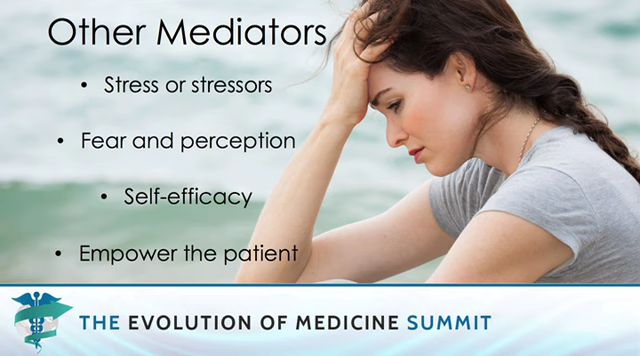 Other Mediators
• Stress or stressors
• Fear and perception
• Self-efficacy
• Empower the patient
THE EVOLUTION OF MEDICINE SUMMIT